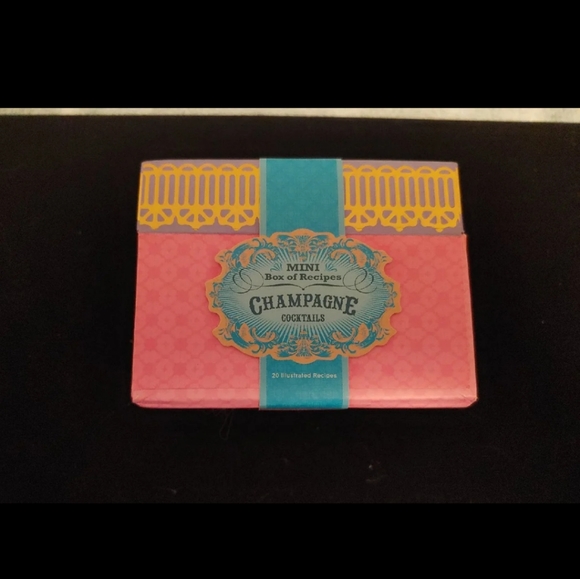 MINI
Box of Recipes
CHAMPAGNE
COCKTAILS
20 Illustrated Recipes